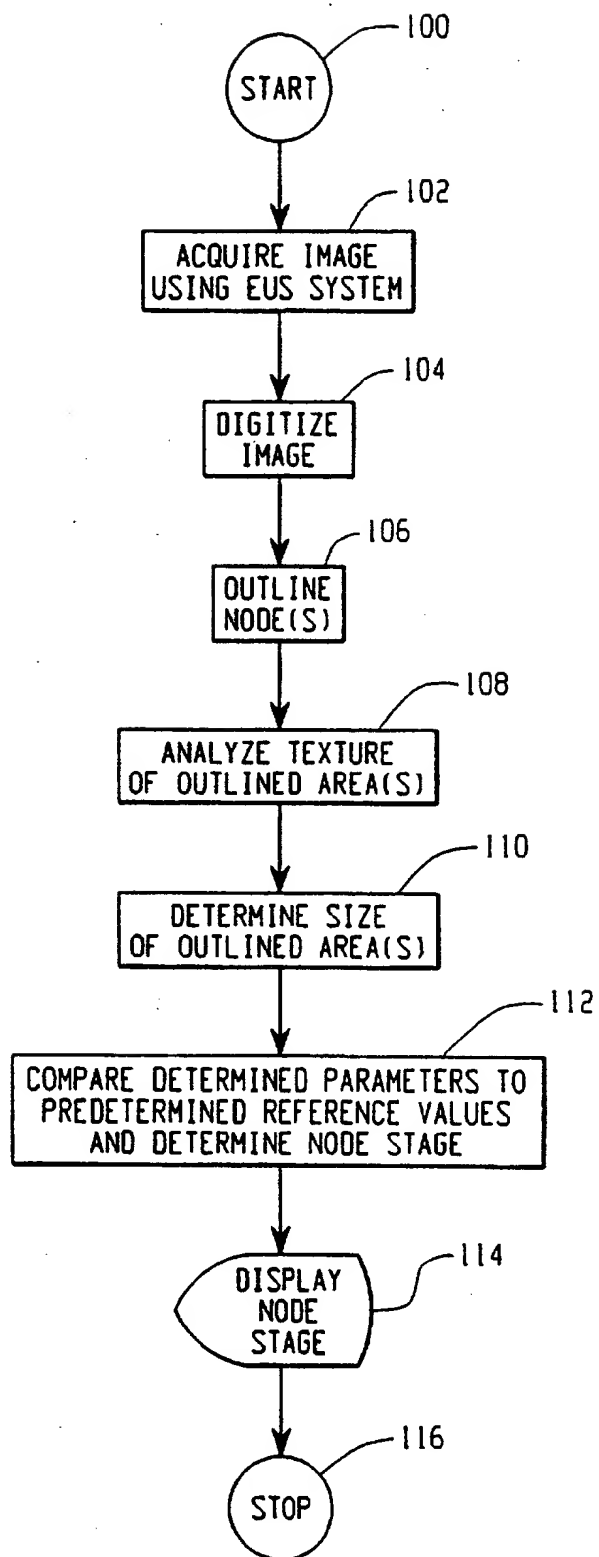 100
START
102
ACQUIRE IMAGE
USING EUS SYSTEM
104
DIGITIZE
IMAGE
106
OUTLINE
NODE(S)
108
ANALYZE TEXTURE
OF OUTLINED AREA(S)
110
DETERMINE SIZE
OF OUTLINED AREA(S)
112
COMPARE DETERMINED PARAMETERS TO
PREDETERMINED REFERENCE VALUES
AND DETERMINE NODE STAGE
114
DISPLAY
NODE
STAGE
116
STOP